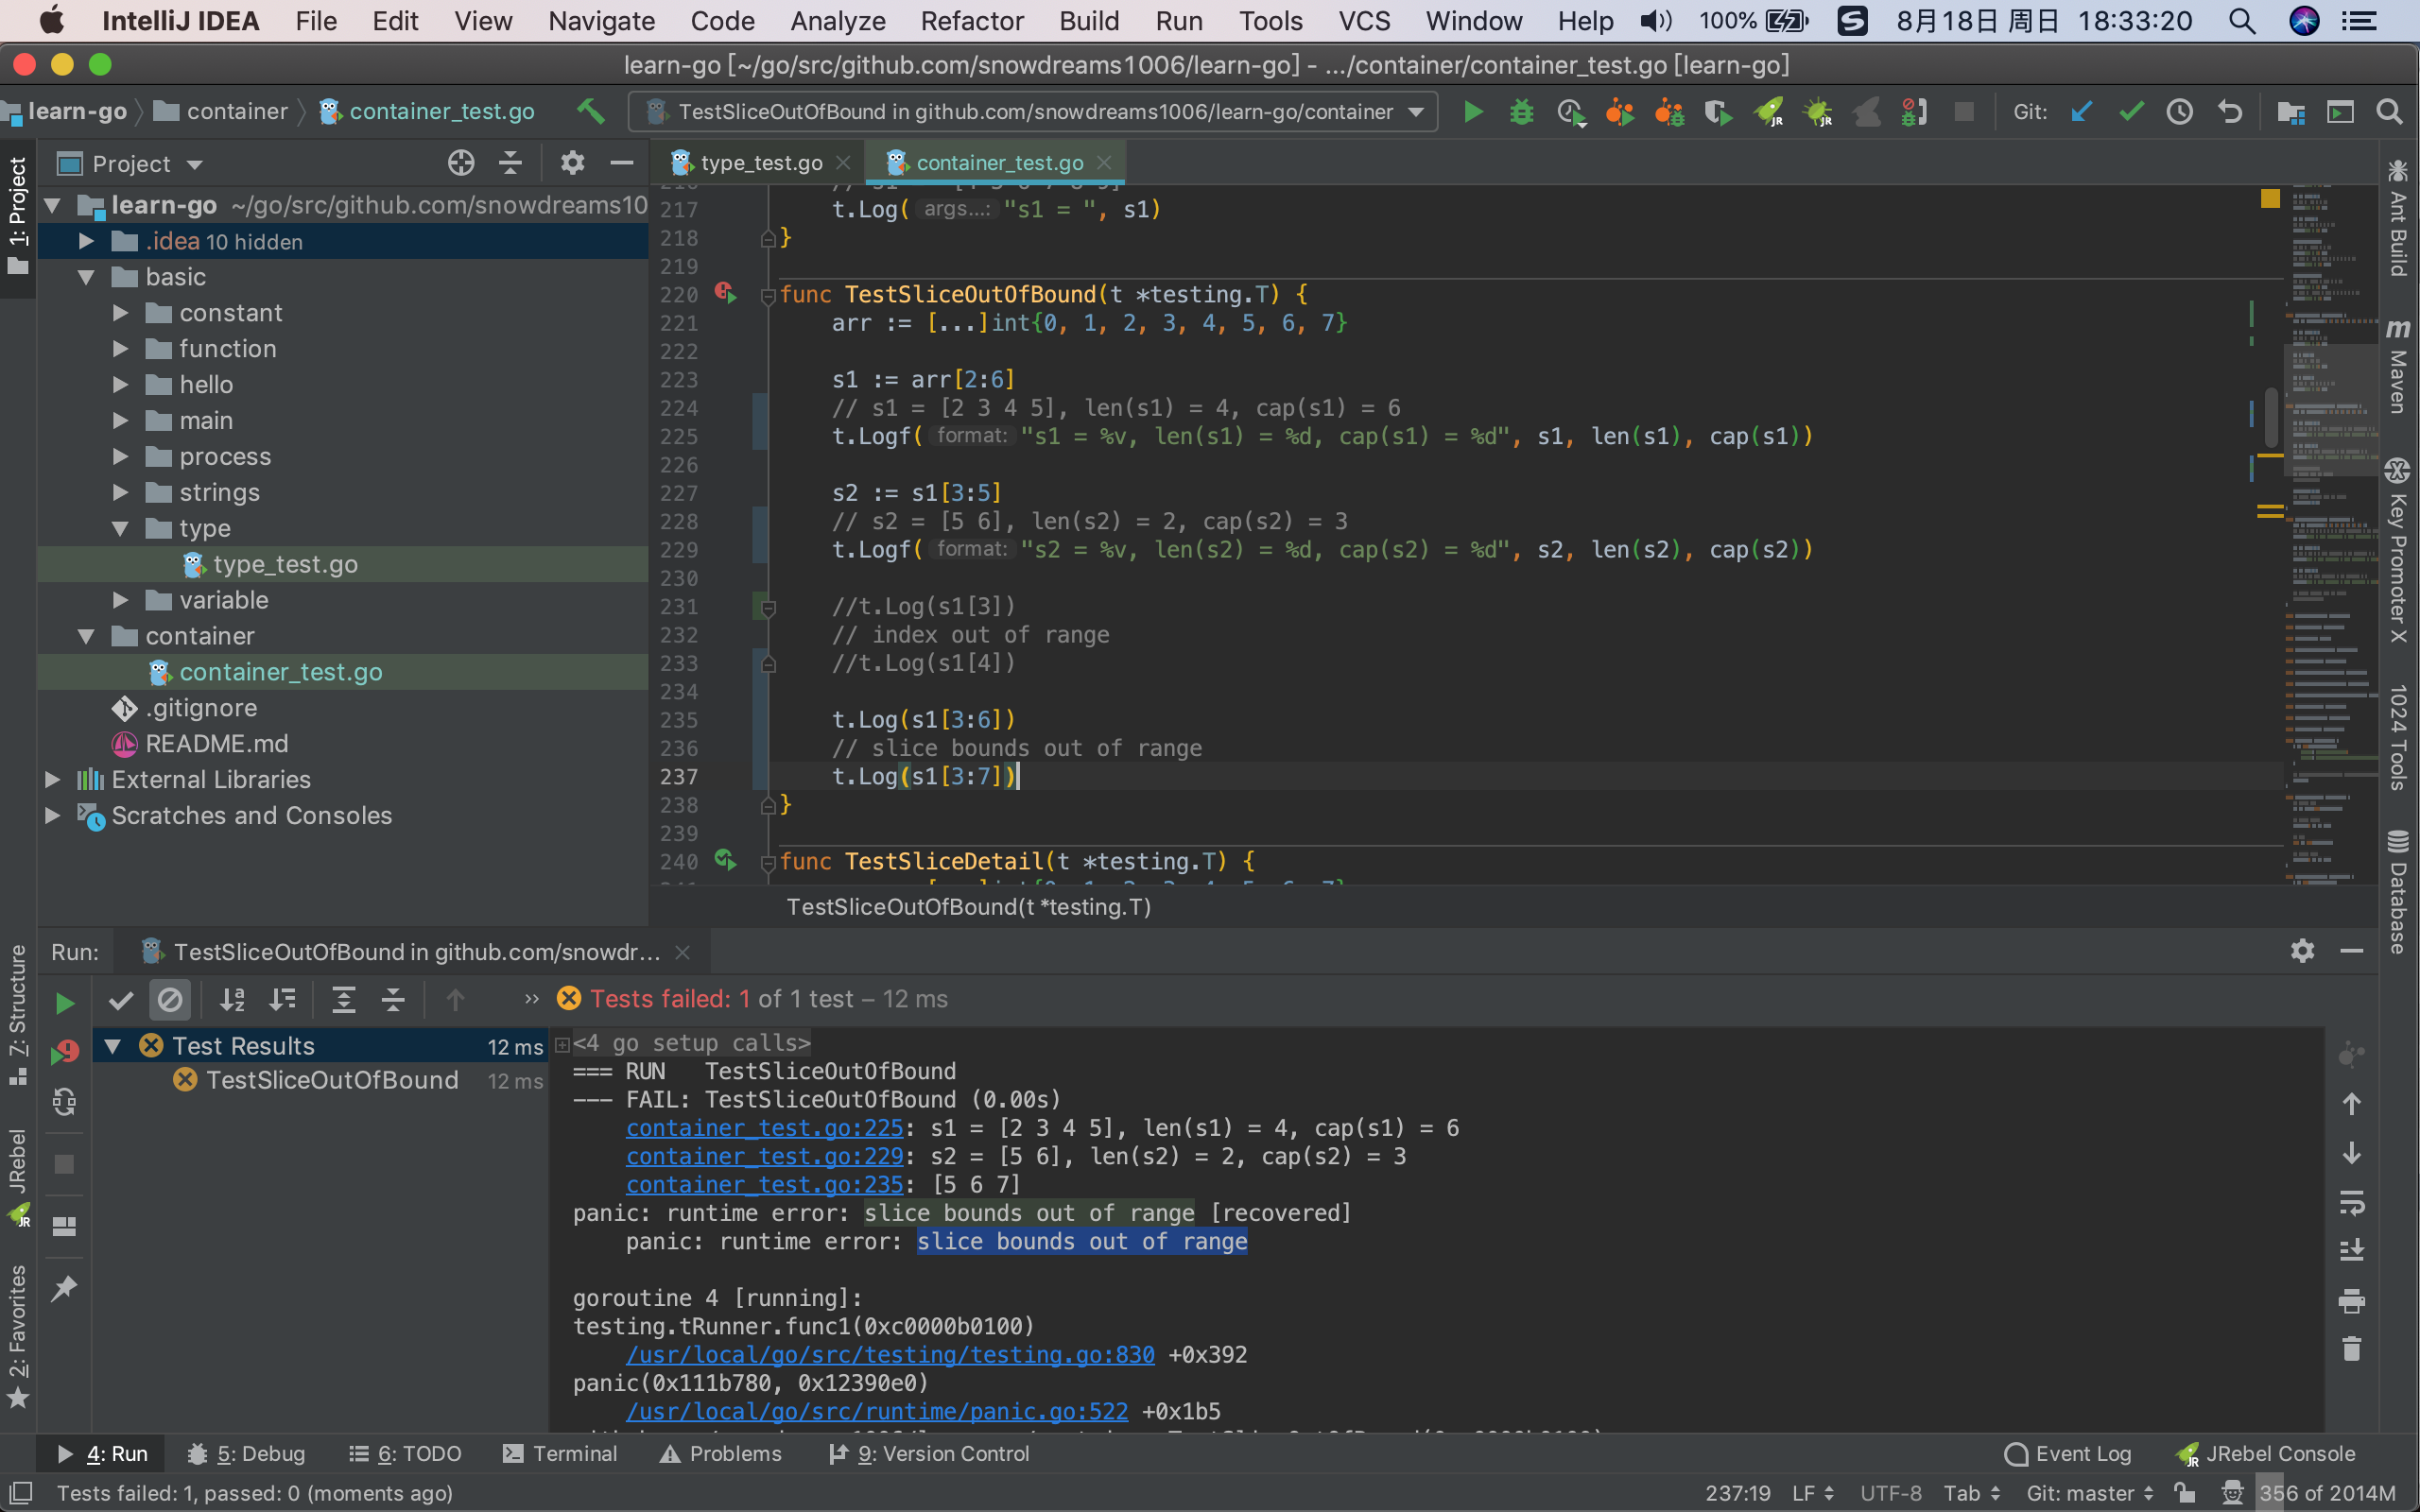 IntelliJ IDEA File Edit View Navigate Code Analyze Refactor Build Run Tools VCS Window Help 100% 8月18日 周日 18:33:20
learn-go [~/go/src/github.com/snowdreams1006/learn-go] - .../container/container_test.go [learn-go]
learn-go container container_test.go TestSliceOutOfBound in github.com/snowdreams1006/learn-go/container Git:
1: Project
Project
learn-go ~/go/src/github.com/snowdreams10
.idea 10 hidden
basic
constant
function
hello
main
process
strings
type
type_test.go
variable
container
container_test.go
.gitignore
README.md
External Libraries
Scratches and Consoles
type_test.go container_test.go
217 t.Log( args...: "s1 = ", s1)
218 }
219
220 func TestSliceOutOfBound(t *testing.T) {
221 arr := [...]int{0, 1, 2, 3, 4, 5, 6, 7}
222
223 s1 := arr[2:6]
224 // s1 = [2 3 4 5], len(s1) = 4, cap(s1) = 6
225 t.Logf( format: "s1 = %v, len(s1) = %d, cap(s1) = %d", s1, len(s1), cap(s1))
226
227 s2 := s1[3:5]
228 // s2 = [5 6], len(s2) = 2, cap(s2) = 3
229 t.Logf( format: "s2 = %v, len(s2) = %d, cap(s2) = %d", s2, len(s2), cap(s2))
230
231 //t.Log(s1[3])
232 // index out of range
233 //t.Log(s1[4])
234
235 t.Log(s1[3:6])
236 // slice bounds out of range
237 t.Log(s1[3:7])
238 }
239
240 func TestSliceDetail(t *testing.T) {
TestSliceOutOfBound(t *testing.T)
Ant Build
Maven
Key Promoter X
1024 Tools
Database
Run: TestSliceOutOfBound in github.com/snowdr...
Tests failed: 1 of 1 test – 12 ms
Test Results 12 ms
TestSliceOutOfBound 12 ms
<4 go setup calls>
=== RUN   TestSliceOutOfBound
--- FAIL: TestSliceOutOfBound (0.00s)
container_test.go:225: s1 = [2 3 4 5], len(s1) = 4, cap(s1) = 6
container_test.go:229: s2 = [5 6], len(s2) = 2, cap(s2) = 3
container_test.go:235: [5 6 7]
panic: runtime error: slice bounds out of range [recovered]
panic: runtime error: slice bounds out of range
goroutine 4 [running]:
testing.tRunner.func1(0xc0000b0100)
/usr/local/go/src/testing/testing.go:830 +0x392
panic(0x111b780, 0x12390e0)
/usr/local/go/src/runtime/panic.go:522 +0x1b5
7: Structure
JRebel
2: Favorites
4: Run 5: Debug 6: TODO Terminal Problems 9: Version Control Event Log JRebel Console
Tests failed: 1, passed: 0 (moments ago) 237:19 LF UTF-8 Tab Git: master 356 of 2014M